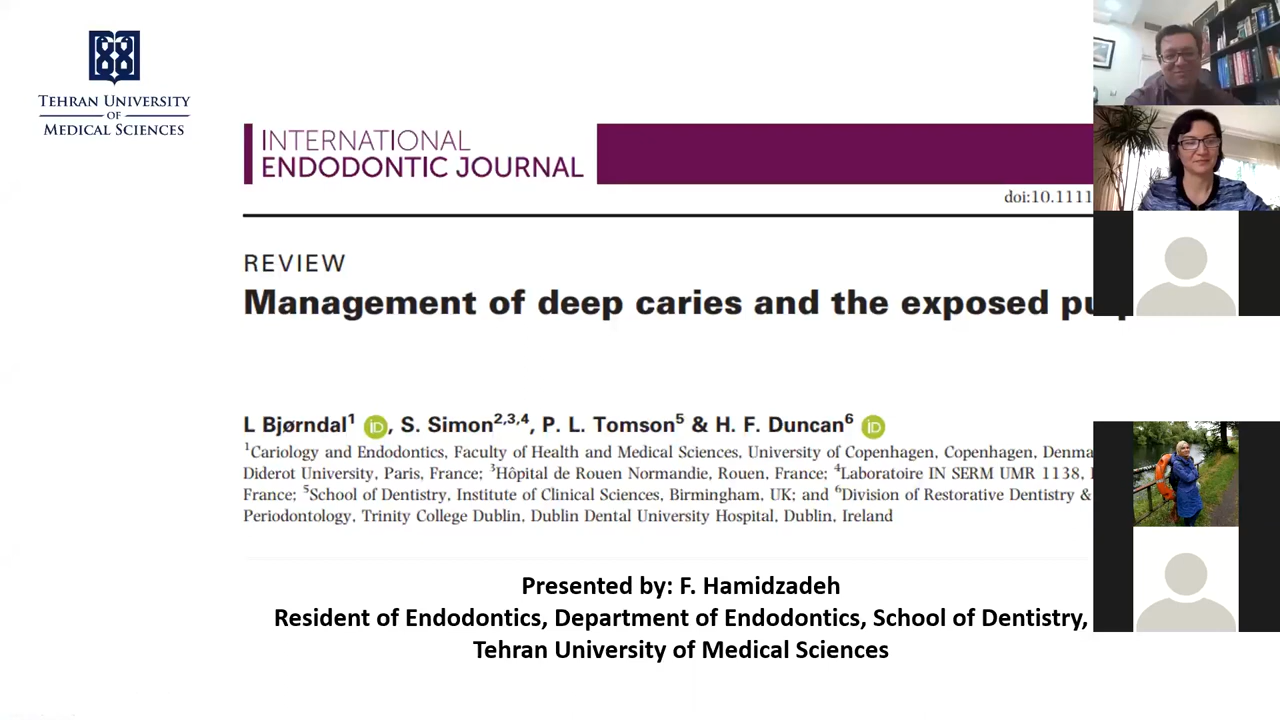 TEHRAN UNIVERSITY
OF
MEDICAL SCIENCES
INTERNATIONAL
ENDODONTIC JOURNAL
doi:10.1111
REVIEW
Management of deep caries and the exposed
L Bjørndal¹ iD, S. Simon²,³,⁴, P. L. Tomson⁵ & H. F. Duncan⁶ iD
¹Cariology and Endodontics, Faculty of Health and Medical Sciences, University of Copenhagen, Copenhagen, Denma
Diderot University, Paris, France; ³Hôpital de Rouen Normandie, Rouen, France; ⁴Laboratoire IN SERM UMR 1138,
France; ⁵School of Dentistry, Institute of Clinical Sciences, Birmingham, UK; and ⁶Division of Restorative Dentistry &
Periodontology, Trinity College Dublin, Dublin Dental University Hospital, Dublin, Ireland
Presented by: F. Hamidzadeh
Resident of Endodontics, Department of Endodontics, School of Dentistry,
Tehran University of Medical Sciences